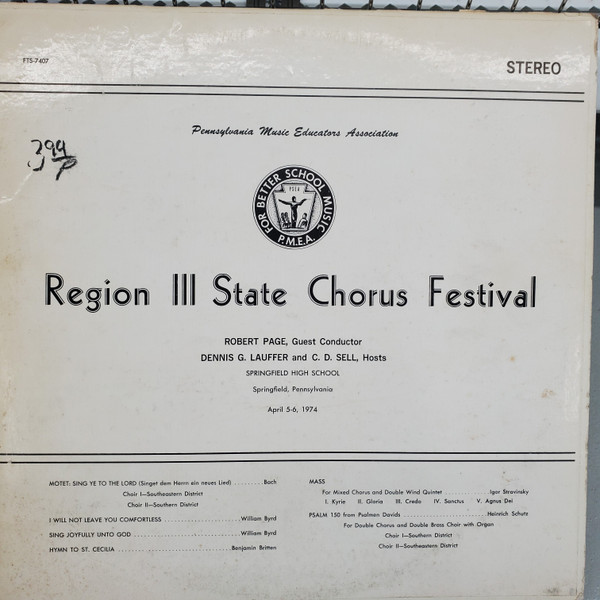 FTS-7407
STEREO
Pennsylvania Music Educators Association
399
FOR BETTER SCHOOL MUSIC
P.M.E.A.
Region III State Chorus Festival
ROBERT PAGE, Guest Conductor
DENNIS G. LAUFFER and C. D. SELL, Hosts
SPRINGFIELD HIGH SCHOOL
Springfield, Pennsylvania
April 5-6, 1974
MOTET: SING YE TO THE LORD (Singet dem Herrn ein neues Lied) ......... Bach
Choir I—Southeastern District
Choir II—Southern District
I WILL NOT LEAVE YOU COMFORTLESS ........................ William Byrd
SING JOYFULLY UNTO GOD ................................ William Byrd
HYMN TO ST. CECILIA ................................ Benjamin Britten
MASS
For Mixed Chorus and Double Wind Quintet .............. Igor Stravinsky
I. Kyrie II. Gloria III. Credo IV. Sanctus V. Agnus Dei
PSALM 150 from Psalmen Davids .......................... Heinrich Schutz
For Double Chorus and Double Brass Choir with Organ
Choir I—Southern District
Choir II—Southeastern District